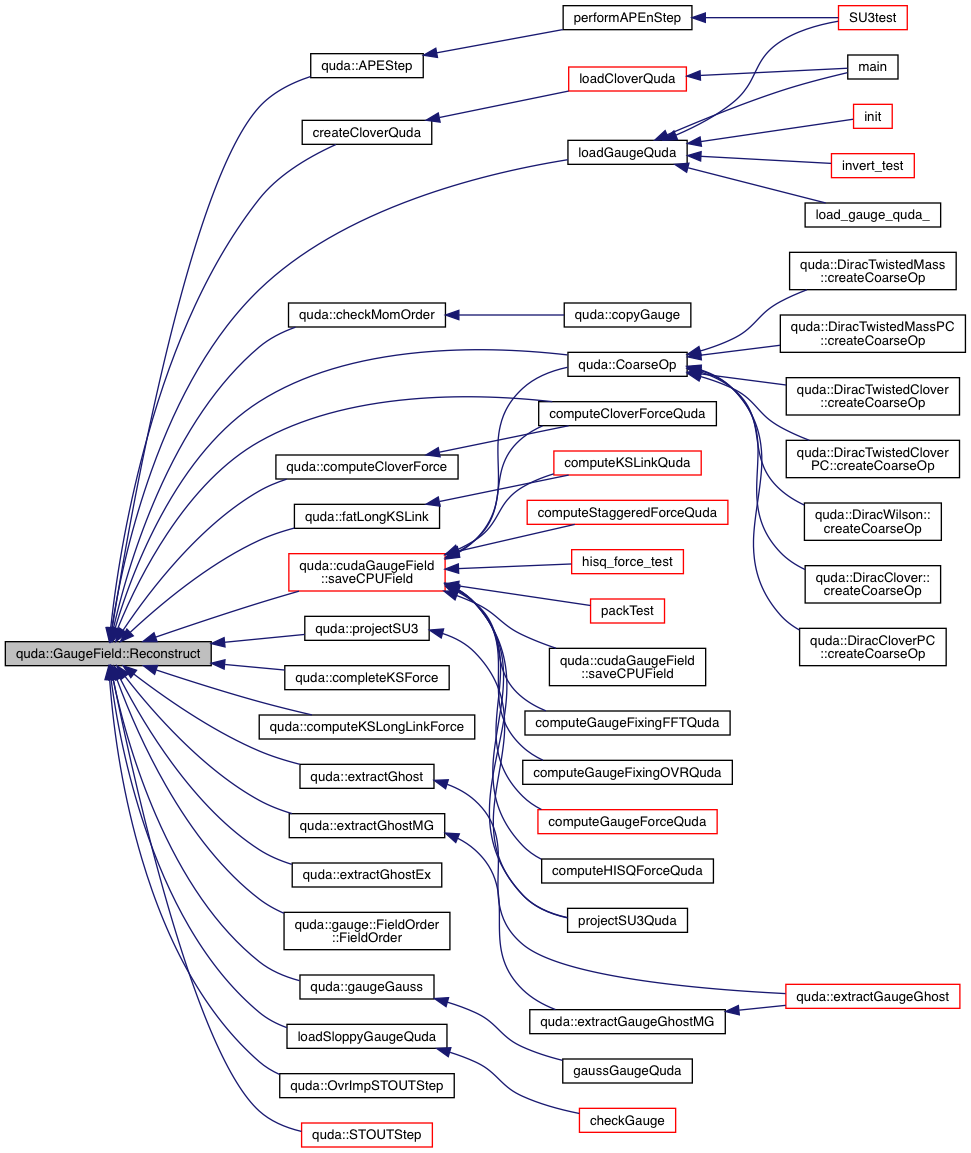 performAPEnStep
SU3test
quda::APEStep
main
loadCloverQuda
init
createCloverQuda
loadGaugeQuda
invert_test
load_gauge_quda_
quda::DiracTwistedMass
::createCoarseOp
quda::checkMomOrder
quda::copyGauge
quda::DiracTwistedMassPC
::createCoarseOp
quda::CoarseOp
quda::DiracTwistedClover
::createCoarseOp
computeCloverForceQuda
quda::DiracTwistedClover
PC::createCoarseOp
quda::computeCloverForce
computeKSLinkQuda
quda::fatLongKSLink
computeStaggeredForceQuda
quda::DiracWilson::
createCoarseOp
quda::cudaGaugeField
::saveCPUField
hisq_force_test
quda::DiracClover::
createCoarseOp
packTest
quda::projectSU3
quda::DiracCloverPC
::createCoarseOp
quda::GaugeField::Reconstruct
quda::cudaGaugeField
::saveCPUField
quda::completeKSForce
quda::computeKSLongLinkForce
computeGaugeFixingFFTQuda
quda::extractGhost
computeGaugeFixingOVRQuda
quda::extractGhostMG
computeGaugeForceQuda
quda::extractGhostEx
computeHISQForceQuda
quda::gauge::FieldOrder
::FieldOrder
projectSU3Quda
quda::gaugeGauss
quda::extractGaugeGhost
quda::extractGaugeGhostMG
loadSloppyGaugeQuda
gaussGaugeQuda
quda::OvrImpSTOUTStep
checkGauge
quda::STOUTStep